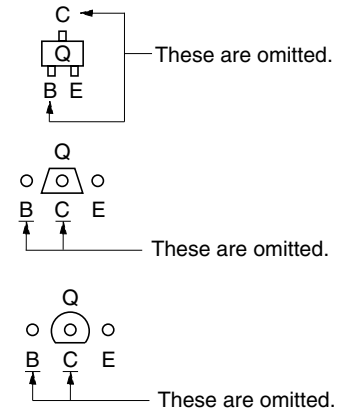 C
Q
These are omitted.
B E
Q
B C E
These are omitted.
Q
B C E
These are omitted.